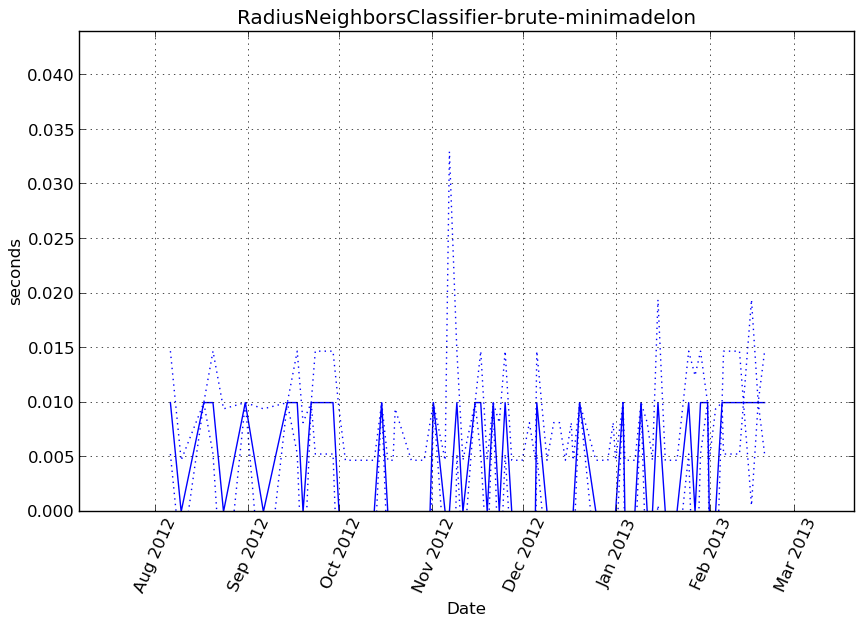 RadiusNeighborsClassifier-brute-minimadelon
0.040
0.035
0.030
0.025
0.020
0.015
0.010
0.005
0.000
seconds
Aug 2012
Sep 2012
Oct 2012
Nov 2012
Dec 2012
Jan 2013
Feb 2013
Mar 2013
Date